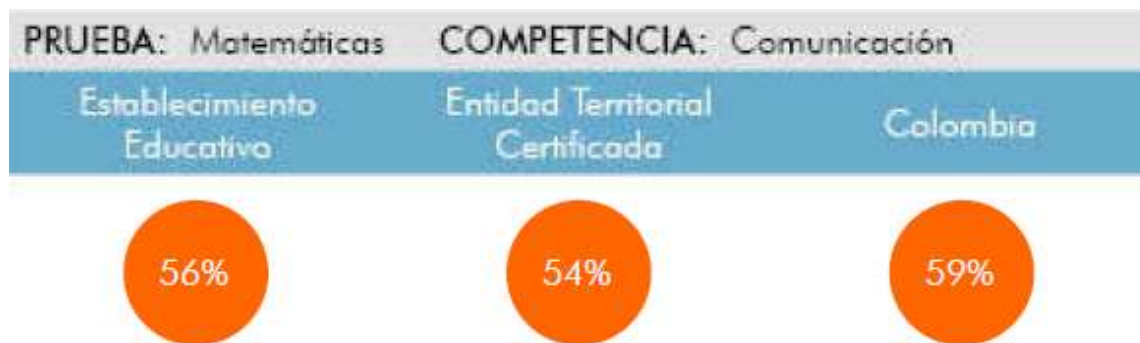 PRUEBA: Matemáticas COMPETENCIA: Comunicación
Establecimiento Educativo
Entidad Territorial Certificada
Colombia
56% 54% 59%